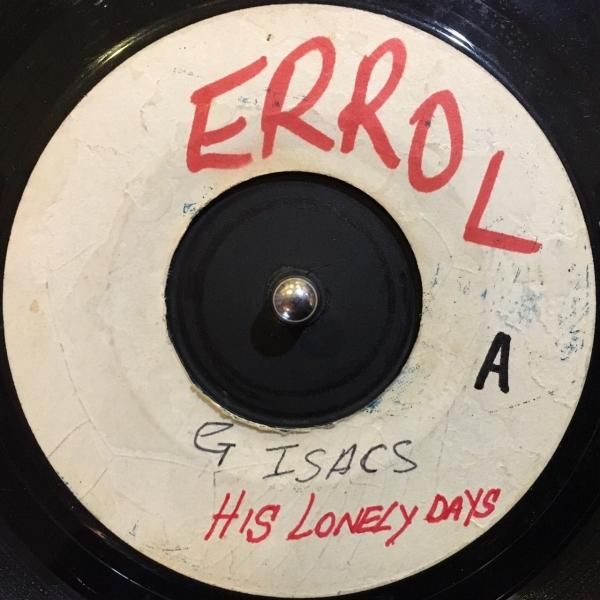 ERROL
A
G ISACS
HIS LONELY DAYS